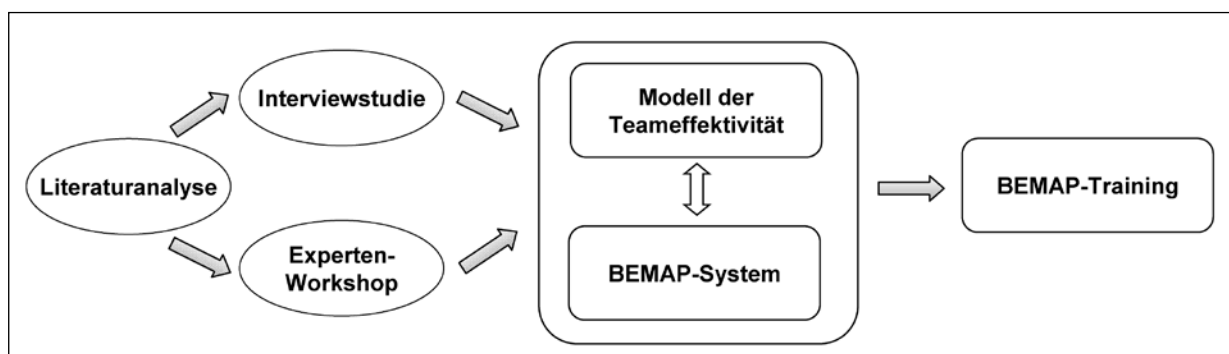 Literaturanalyse
Interviewstudie
Experten-
Workshop
Modell der
Teameffektivität
BEMAP-System
BEMAP-Training